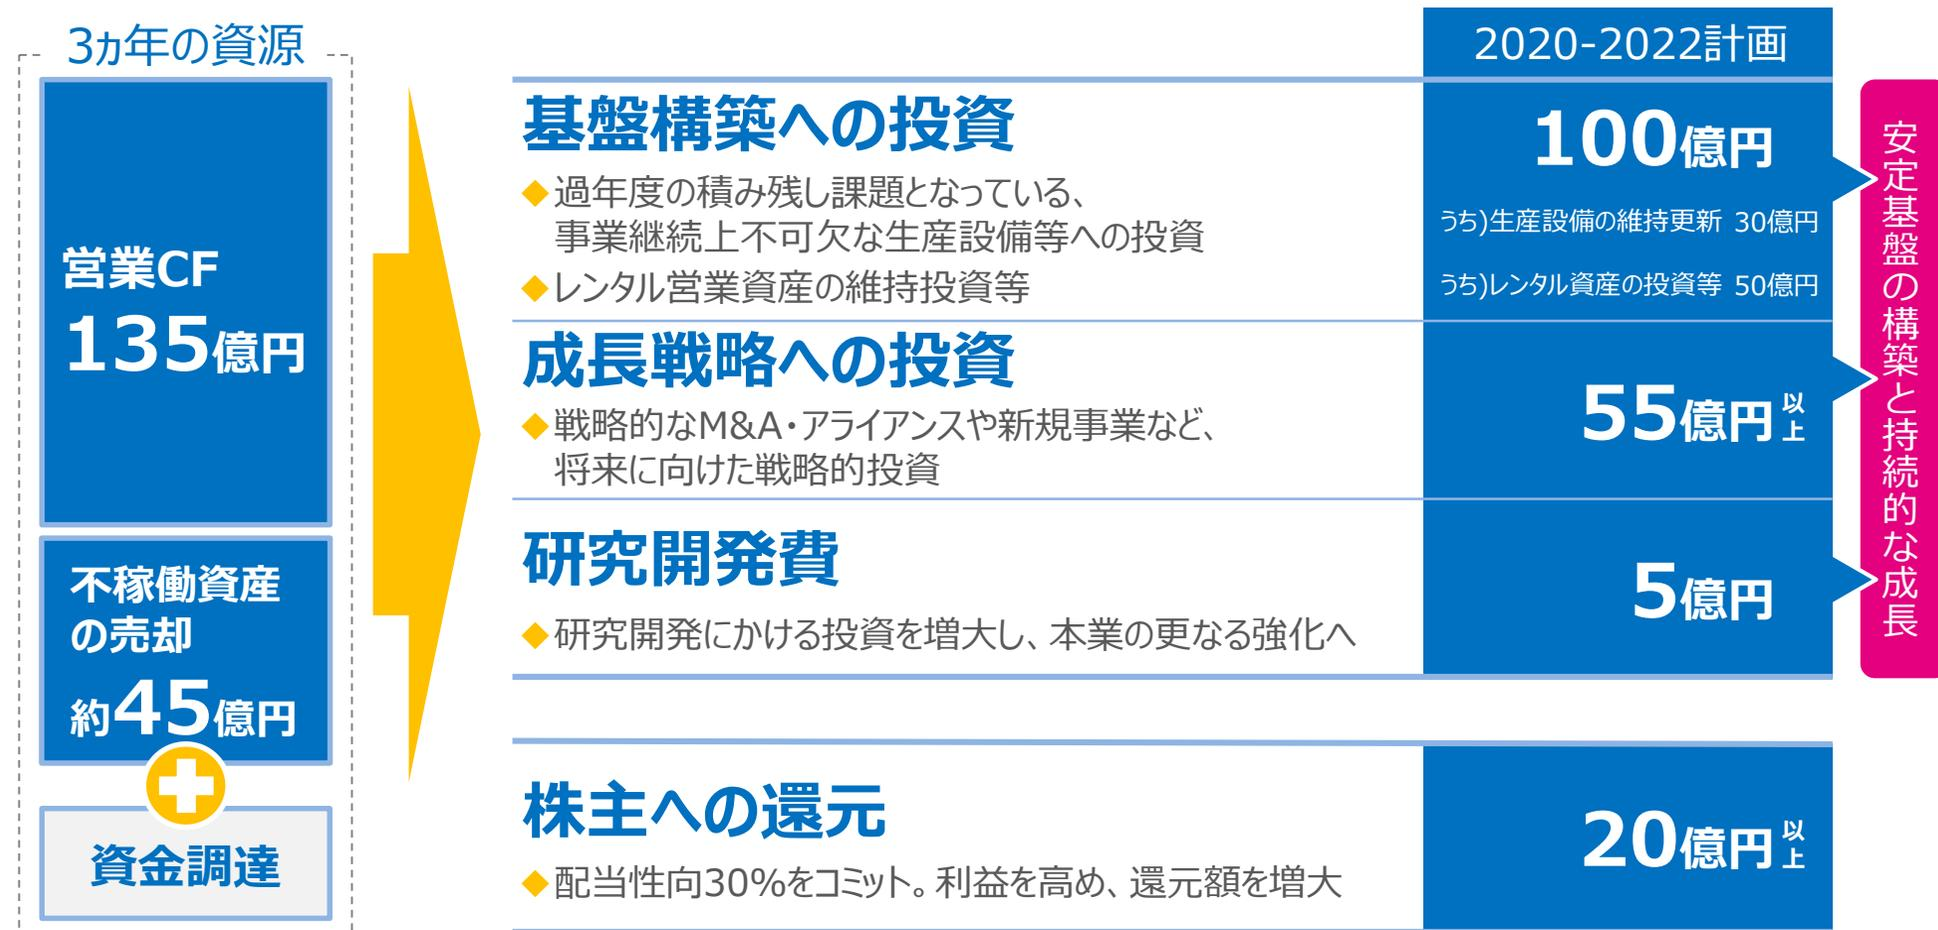 3ヵ年の資源
営業CF
135億円
不稼働資産
の売却
約45億円
資金調達
2020-2022計画
基盤構築への投資
◆過年度の積み残し課題となっている、
事業継続上不可欠な生産設備等への投資
◆レンタル営業資産の維持投資等
100億円
うち)生産設備の維持更新 30億円
うち)レンタル資産の投資等 50億円
成長戦略への投資
◆戦略的なM&A・アライアンスや新規事業など、
将来に向けた戦略的投資
55億円以上
研究開発費
◆研究開発にかける投資を増大し、本業の更なる強化へ
5億円
株主への還元
◆配当性向30%をコミット。利益を高め、還元額を増大
20億円以上
安定基盤の構築と持続的な成長